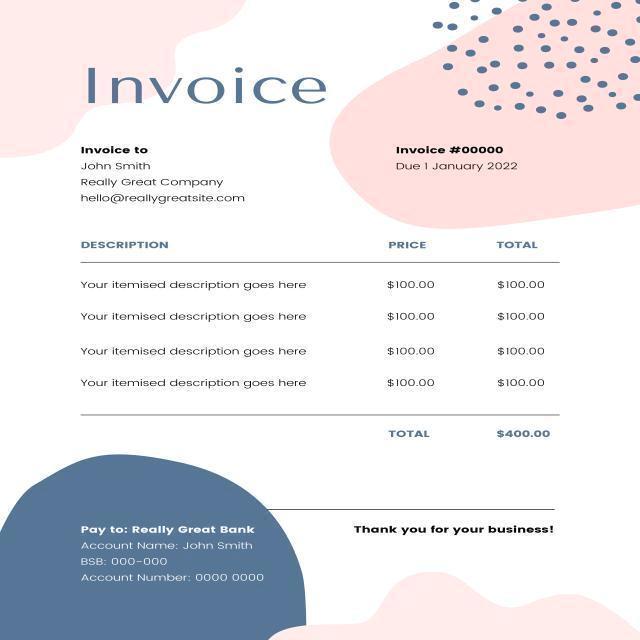 Invoice
Invoice to
John Smith
Really Great Company
hello@reallygreatsite.com
Invoice #00000
Due 1 January 2022
DESCRIPTION PRICE TOTAL
Your itemised description goes here $100.00 $100.00
Your itemised description goes here $100.00 $100.00
Your itemised description goes here $100.00 $100.00
Your itemised description goes here $100.00 $100.00
TOTAL $400.00
Pay to: Really Great Bank
Account Name: John Smith
BSB: 000-000
Account Number: 0000 0000
Thank you for your business!